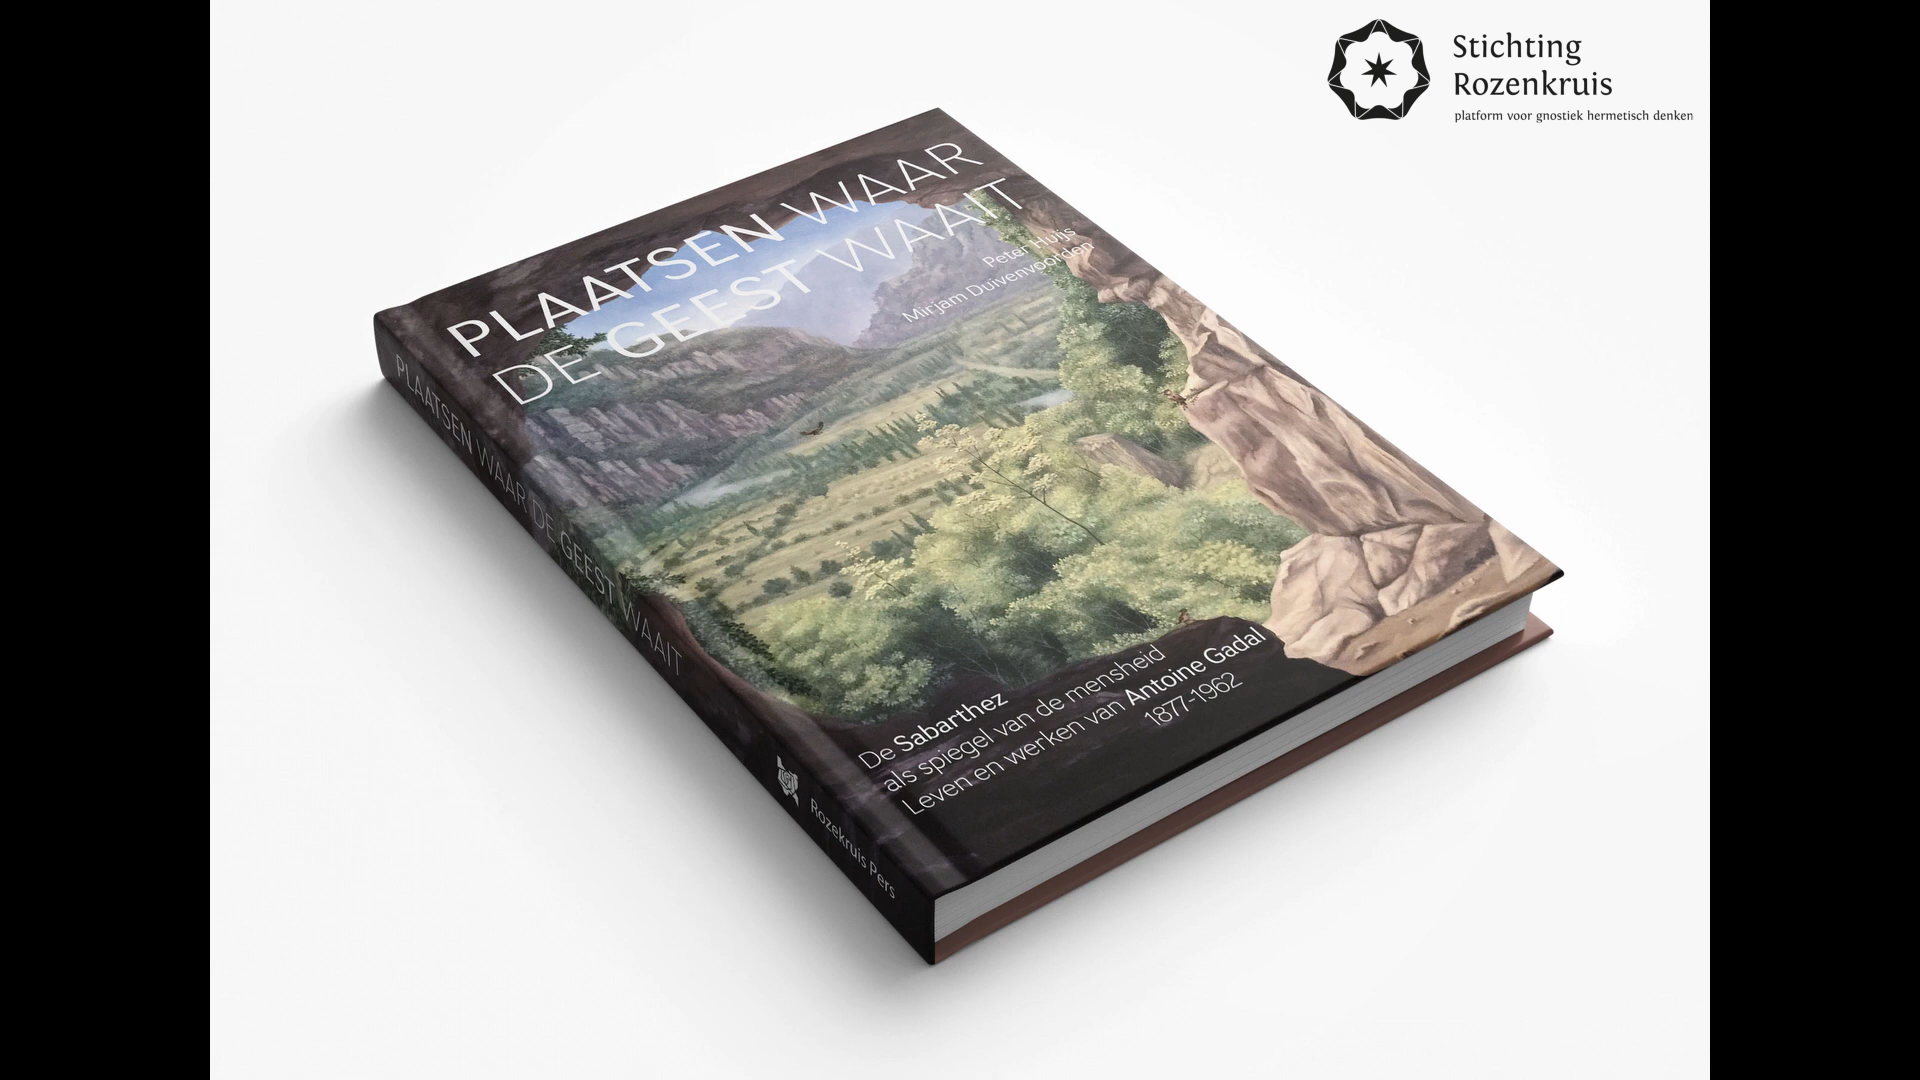 Stichting
Rozenkruis
platform voor gnostiek hermetisch denken
PLAATSEN WAAR
DE GEEST WAAIT
Peter Huijs
Mirjam Duivenvoorden
De Sabarthez
als spiegel van de mensheid
Leven en werken van Antoine Gadal
1877-1962
PLAATSEN WAAR DE GEEST WAAIT
Rozekruis Pers